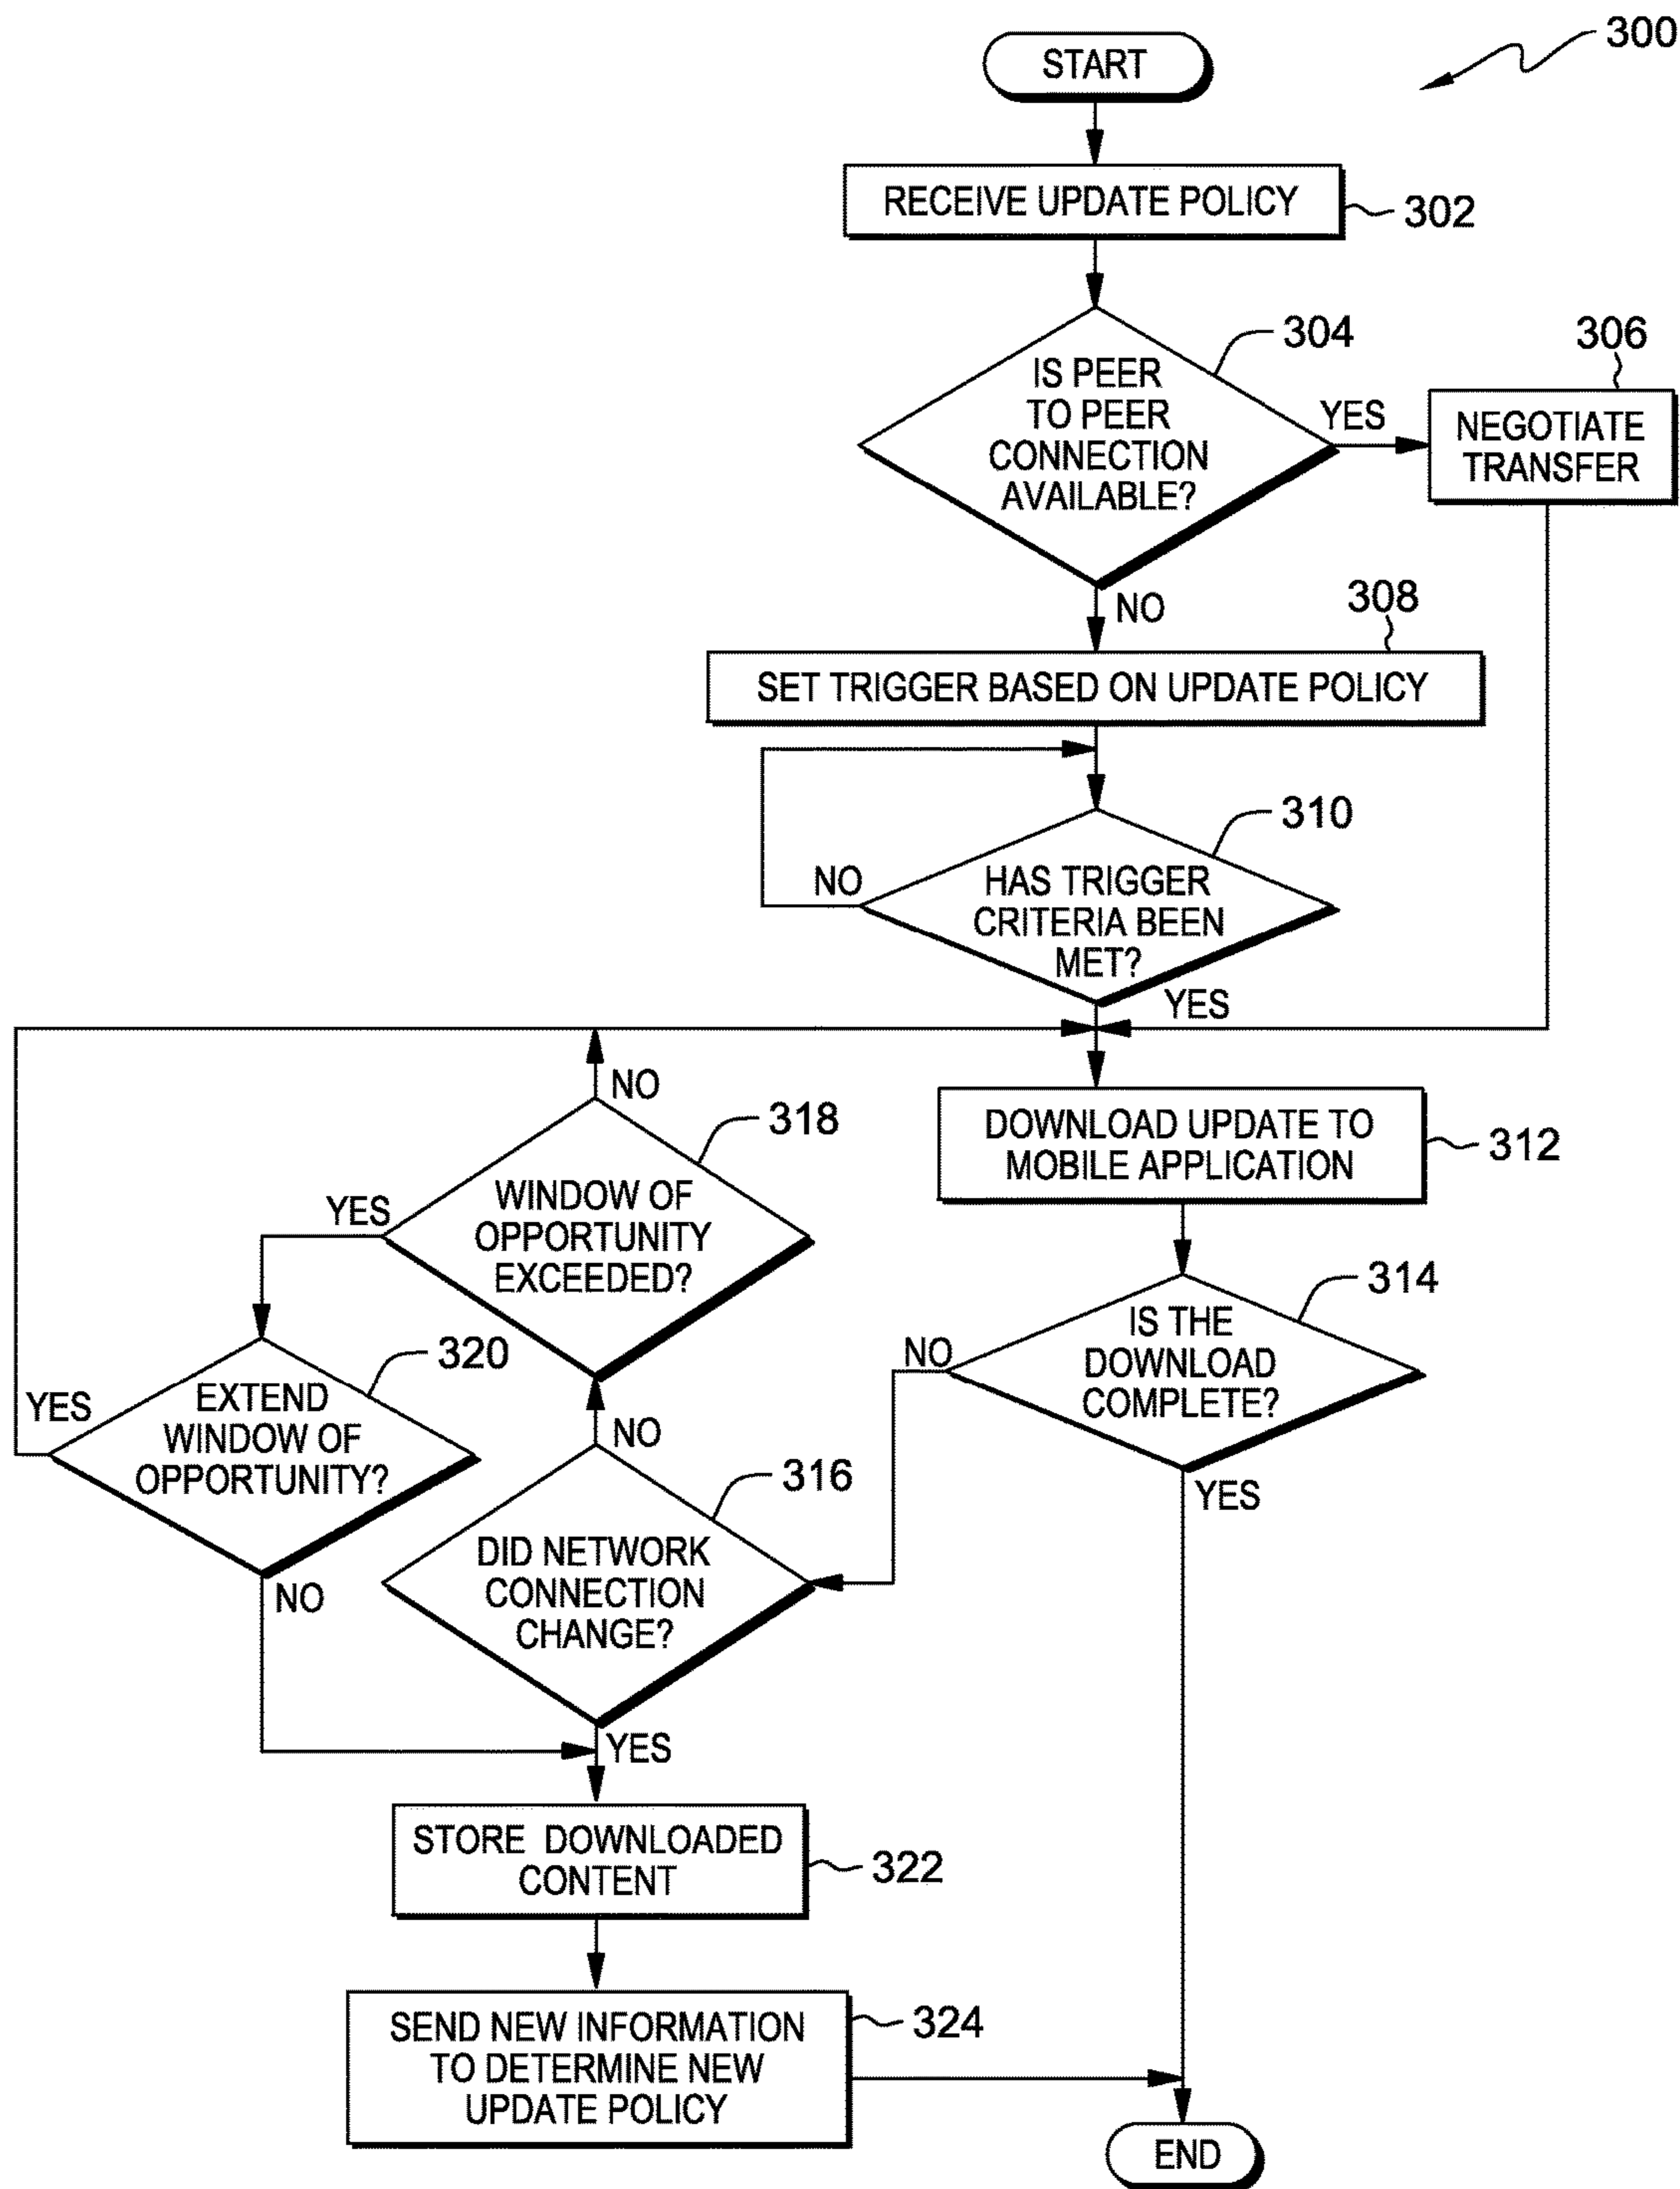 300
START
RECEIVE UPDATE POLICY
302
304
IS PEER
TO PEER
CONNECTION
AVAILABLE?
YES
306
NEGOTIATE
TRANSFER
NO
308
SET TRIGGER BASED ON UPDATE POLICY
310
NO
HAS TRIGGER
CRITERIA BEEN
MET?
YES
NO
318
WINDOW OF
OPPORTUNITY
EXCEEDED?
YES
DOWNLOAD UPDATE TO
MOBILE APPLICATION
312
314
IS THE
DOWNLOAD
COMPLETE?
NO
YES
320
EXTEND
WINDOW OF
OPPORTUNITY?
YES
NO
NO
316
DID NETWORK
CONNECTION
CHANGE?
YES
STORE DOWNLOADED
CONTENT
322
SEND NEW INFORMATION
TO DETERMINE NEW
UPDATE POLICY
324
END